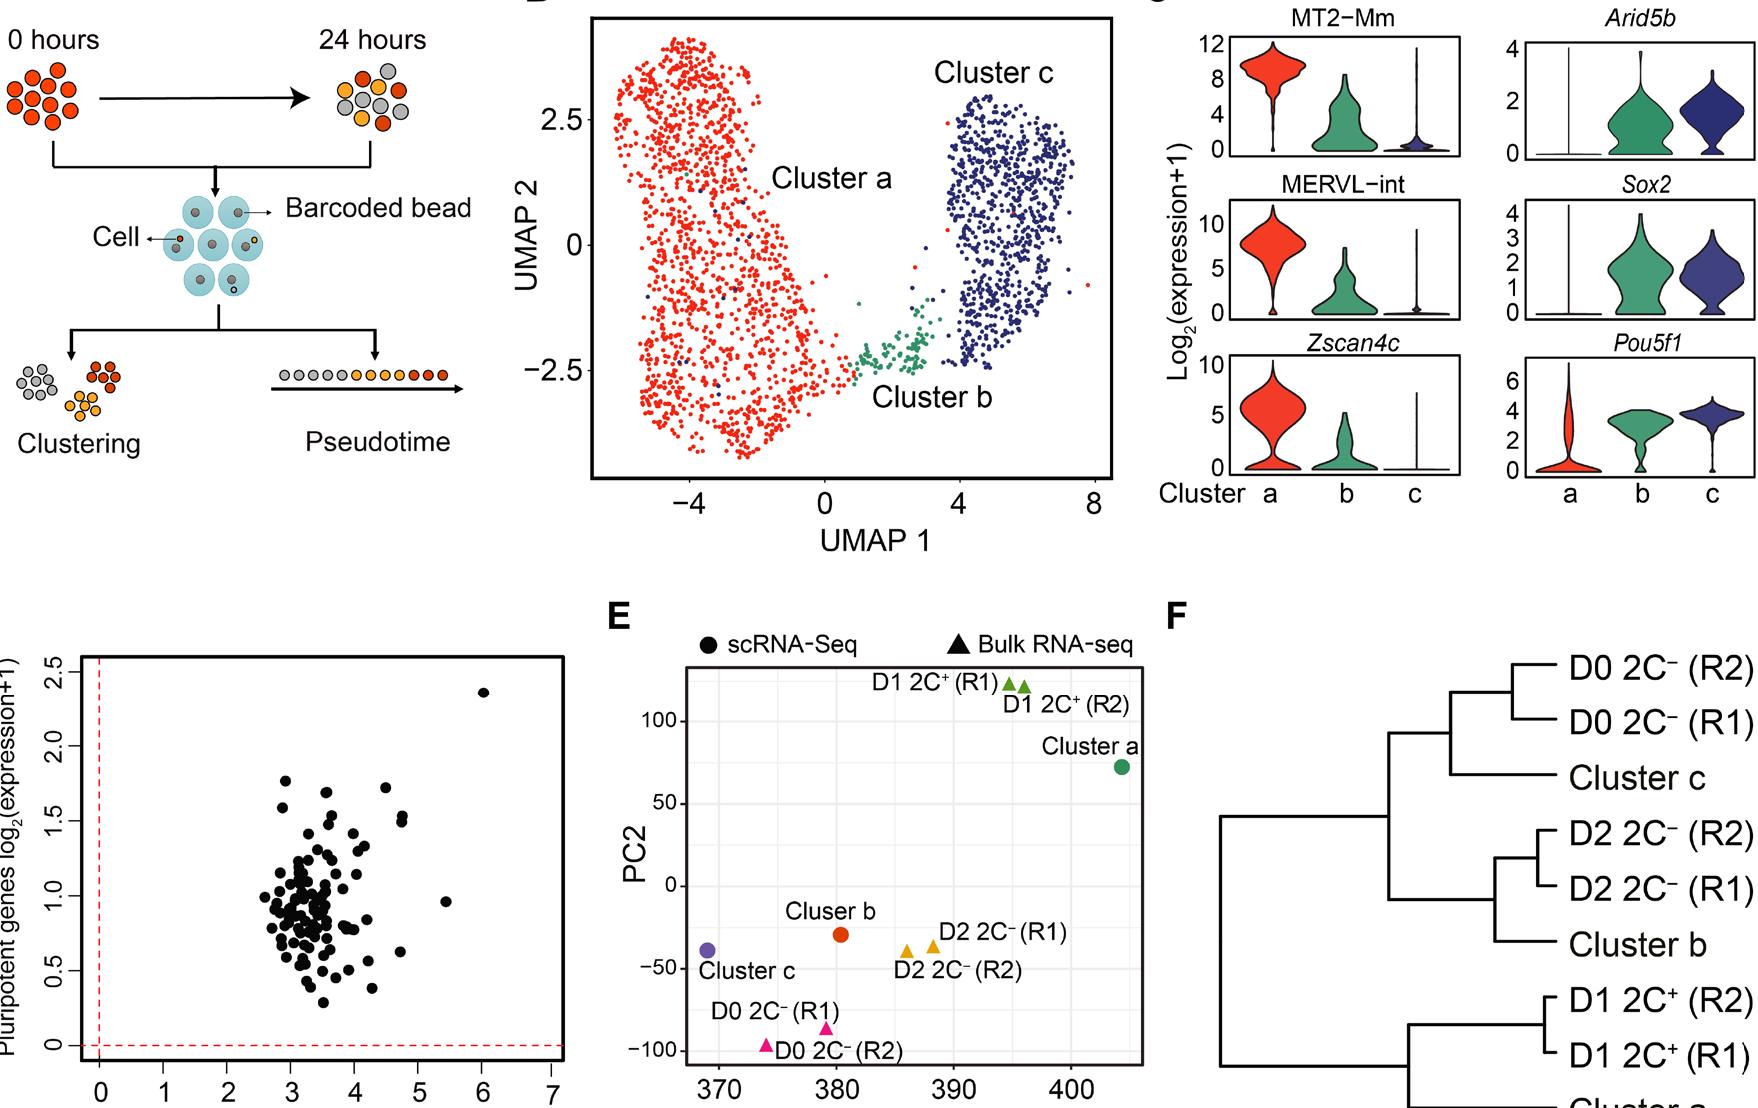 0 hours
24 hours
Barcoded bead
Cell
Clustering
Pseudotime
Cluster c
Cluster a
Cluster b
UMAP 2
2.5
0
−2.5
−4
0
4
8
UMAP 1
MT2−Mm
Arid5b
12
8
4
0
4
2
0
MERVL−int
Sox2
10
5
0
4
3
2
1
0
Zscan4c
Pou5f1
10
5
0
6
4
2
0
Log2(expression+1)
Cluster a b c
a b c
Pluripotent genes log2(expression+1)
2.5
2.0
1.5
1.0
0.5
0
0 1 2 3 4 5 6 7
E
scRNA−Seq
Bulk RNA−seq
D1 2C+ (R1)
D1 2C+ (R2)
Cluster a
Cluser b
D2 2C− (R1)
D2 2C− (R2)
Cluster c
D0 2C− (R1)
D0 2C− (R2)
PC2
100
50
0
−50
−100
370 380 390 400
F
D0 2C− (R2)
D0 2C− (R1)
Cluster c
D2 2C− (R2)
D2 2C− (R1)
Cluster b
D1 2C+ (R2)
D1 2C+ (R1)
Cluster a